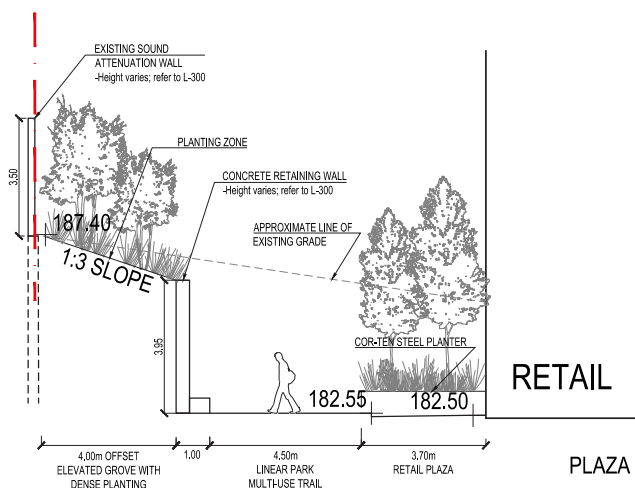 EXISTING SOUND
ATTENUATION WALL
-Height varies; refer to L-300
PLANTING ZONE
3.50
CONCRETE RETAINING WALL
-Height varies; refer to L-300
187.40
APPROXIMATE LINE OF
EXISTING GRADE
1:3 SLOPE
3.95
COR-TEN STEEL PLANTER
RETAIL
182.55
182.50
4.00m OFFSET
ELEVATED GROVE WITH
DENSE PLANTING
1.00
4.50m
LINEAR PARK
MULTI-USE TRAIL
3.70m
RETAIL PLAZA
PLAZA